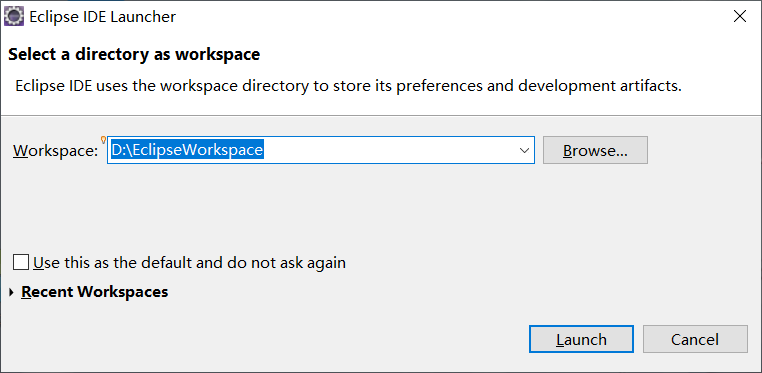 Eclipse IDE Launcher
Select a directory as workspace
Eclipse IDE uses the workspace directory to store its preferences and development artifacts.
Workspace: D:\EclipseWorkspace Browse...
Use this as the default and do not ask again
Recent Workspaces
Launch Cancel